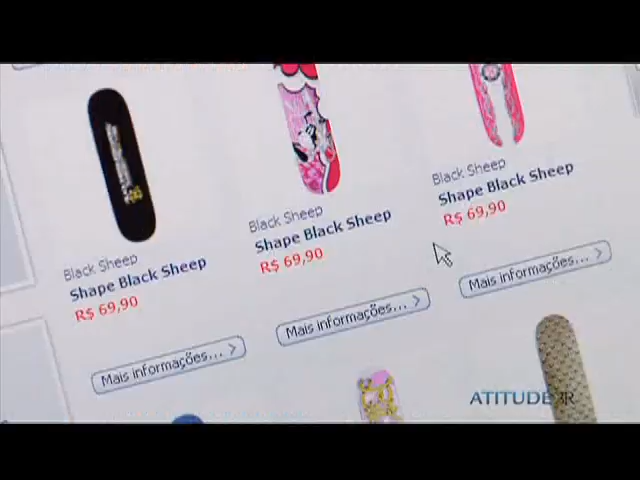 Black Sheep
Shape Black Sheep
R$ 69,90
Mais informações... >
Black Sheep
Shape Black Sheep
R$ 69,90
Mais informações... >
Black Sheep
Shape Black Sheep
R$ 69,90
Mais informações... >
ATITUDE BR